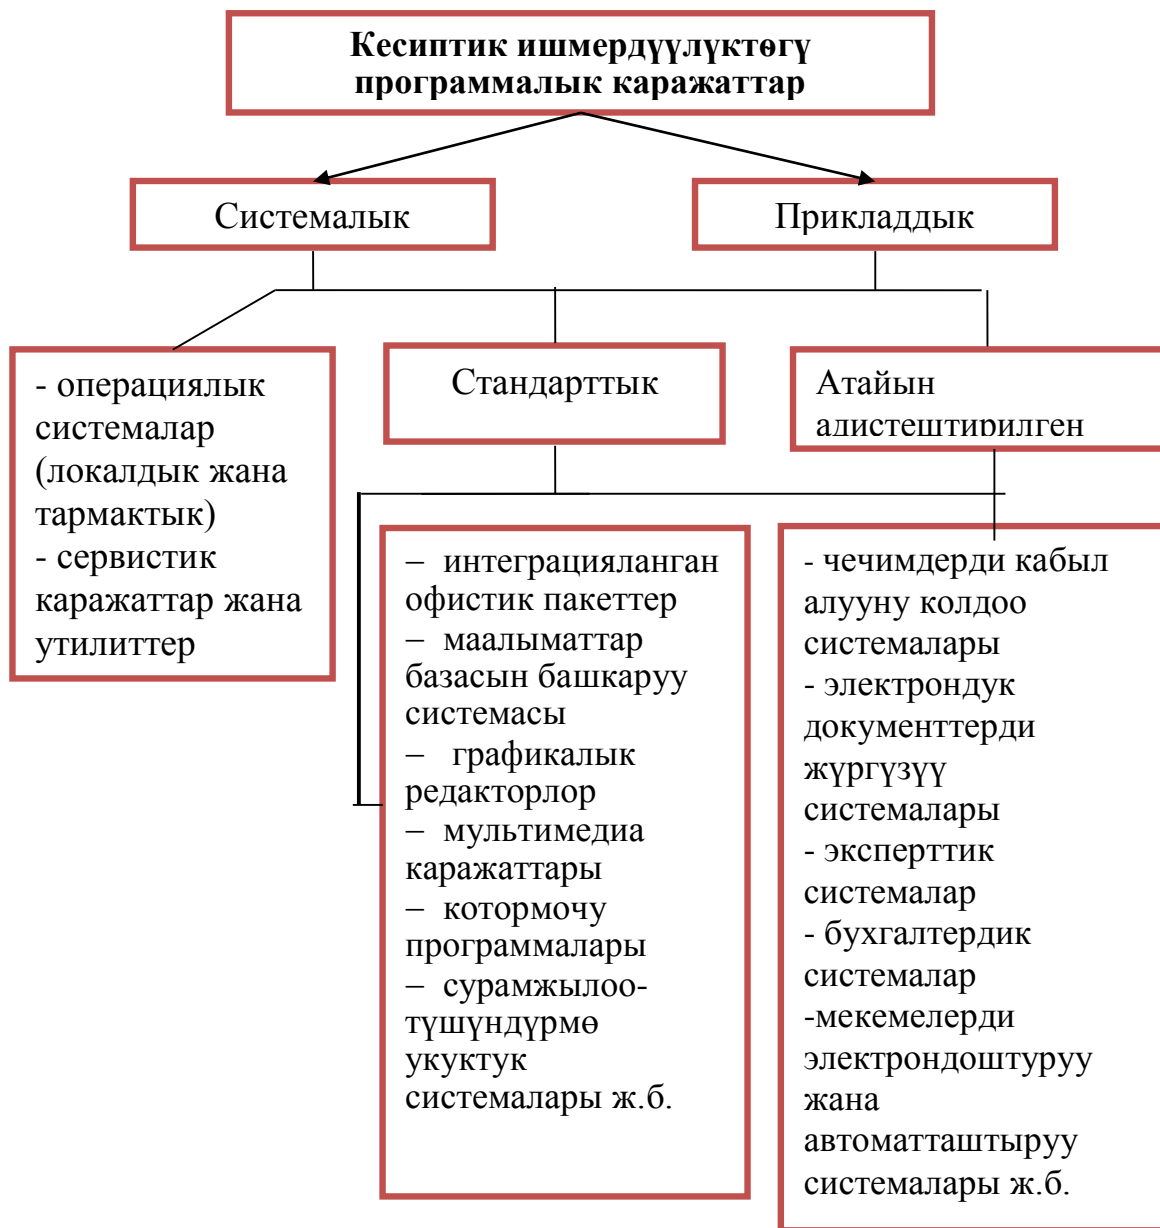 Кесиптик ишмердүүлүктөгү
программалык каражаттар
Системалык
Прикладдык
- операциялык
системалар
(локалдык жана
тармактык)
- сервистик
каражаттар жана
утилиттер
Стандарттык
Атайын
адистештирилген
– интеграцияланган
офистик пакеттер
– маалыматтар
базасын башкаруу
системасы
– графикалык
редакторлор
– мультимедиа
каражаттары
– котормочу
программалары
– сурамжылоо-
түшүндүрмө
укуктук
системалары ж.б.
- чечимдерди кабыл
алууну колдоо
системалары
- электрондук
документтерди
жүргүзүү
системалары
- эксперттик
системалар
- бухгалтердик
системалар
-мекемелерди
электрондоштуруу
жана
автоматташтыруу
системалары ж.б.